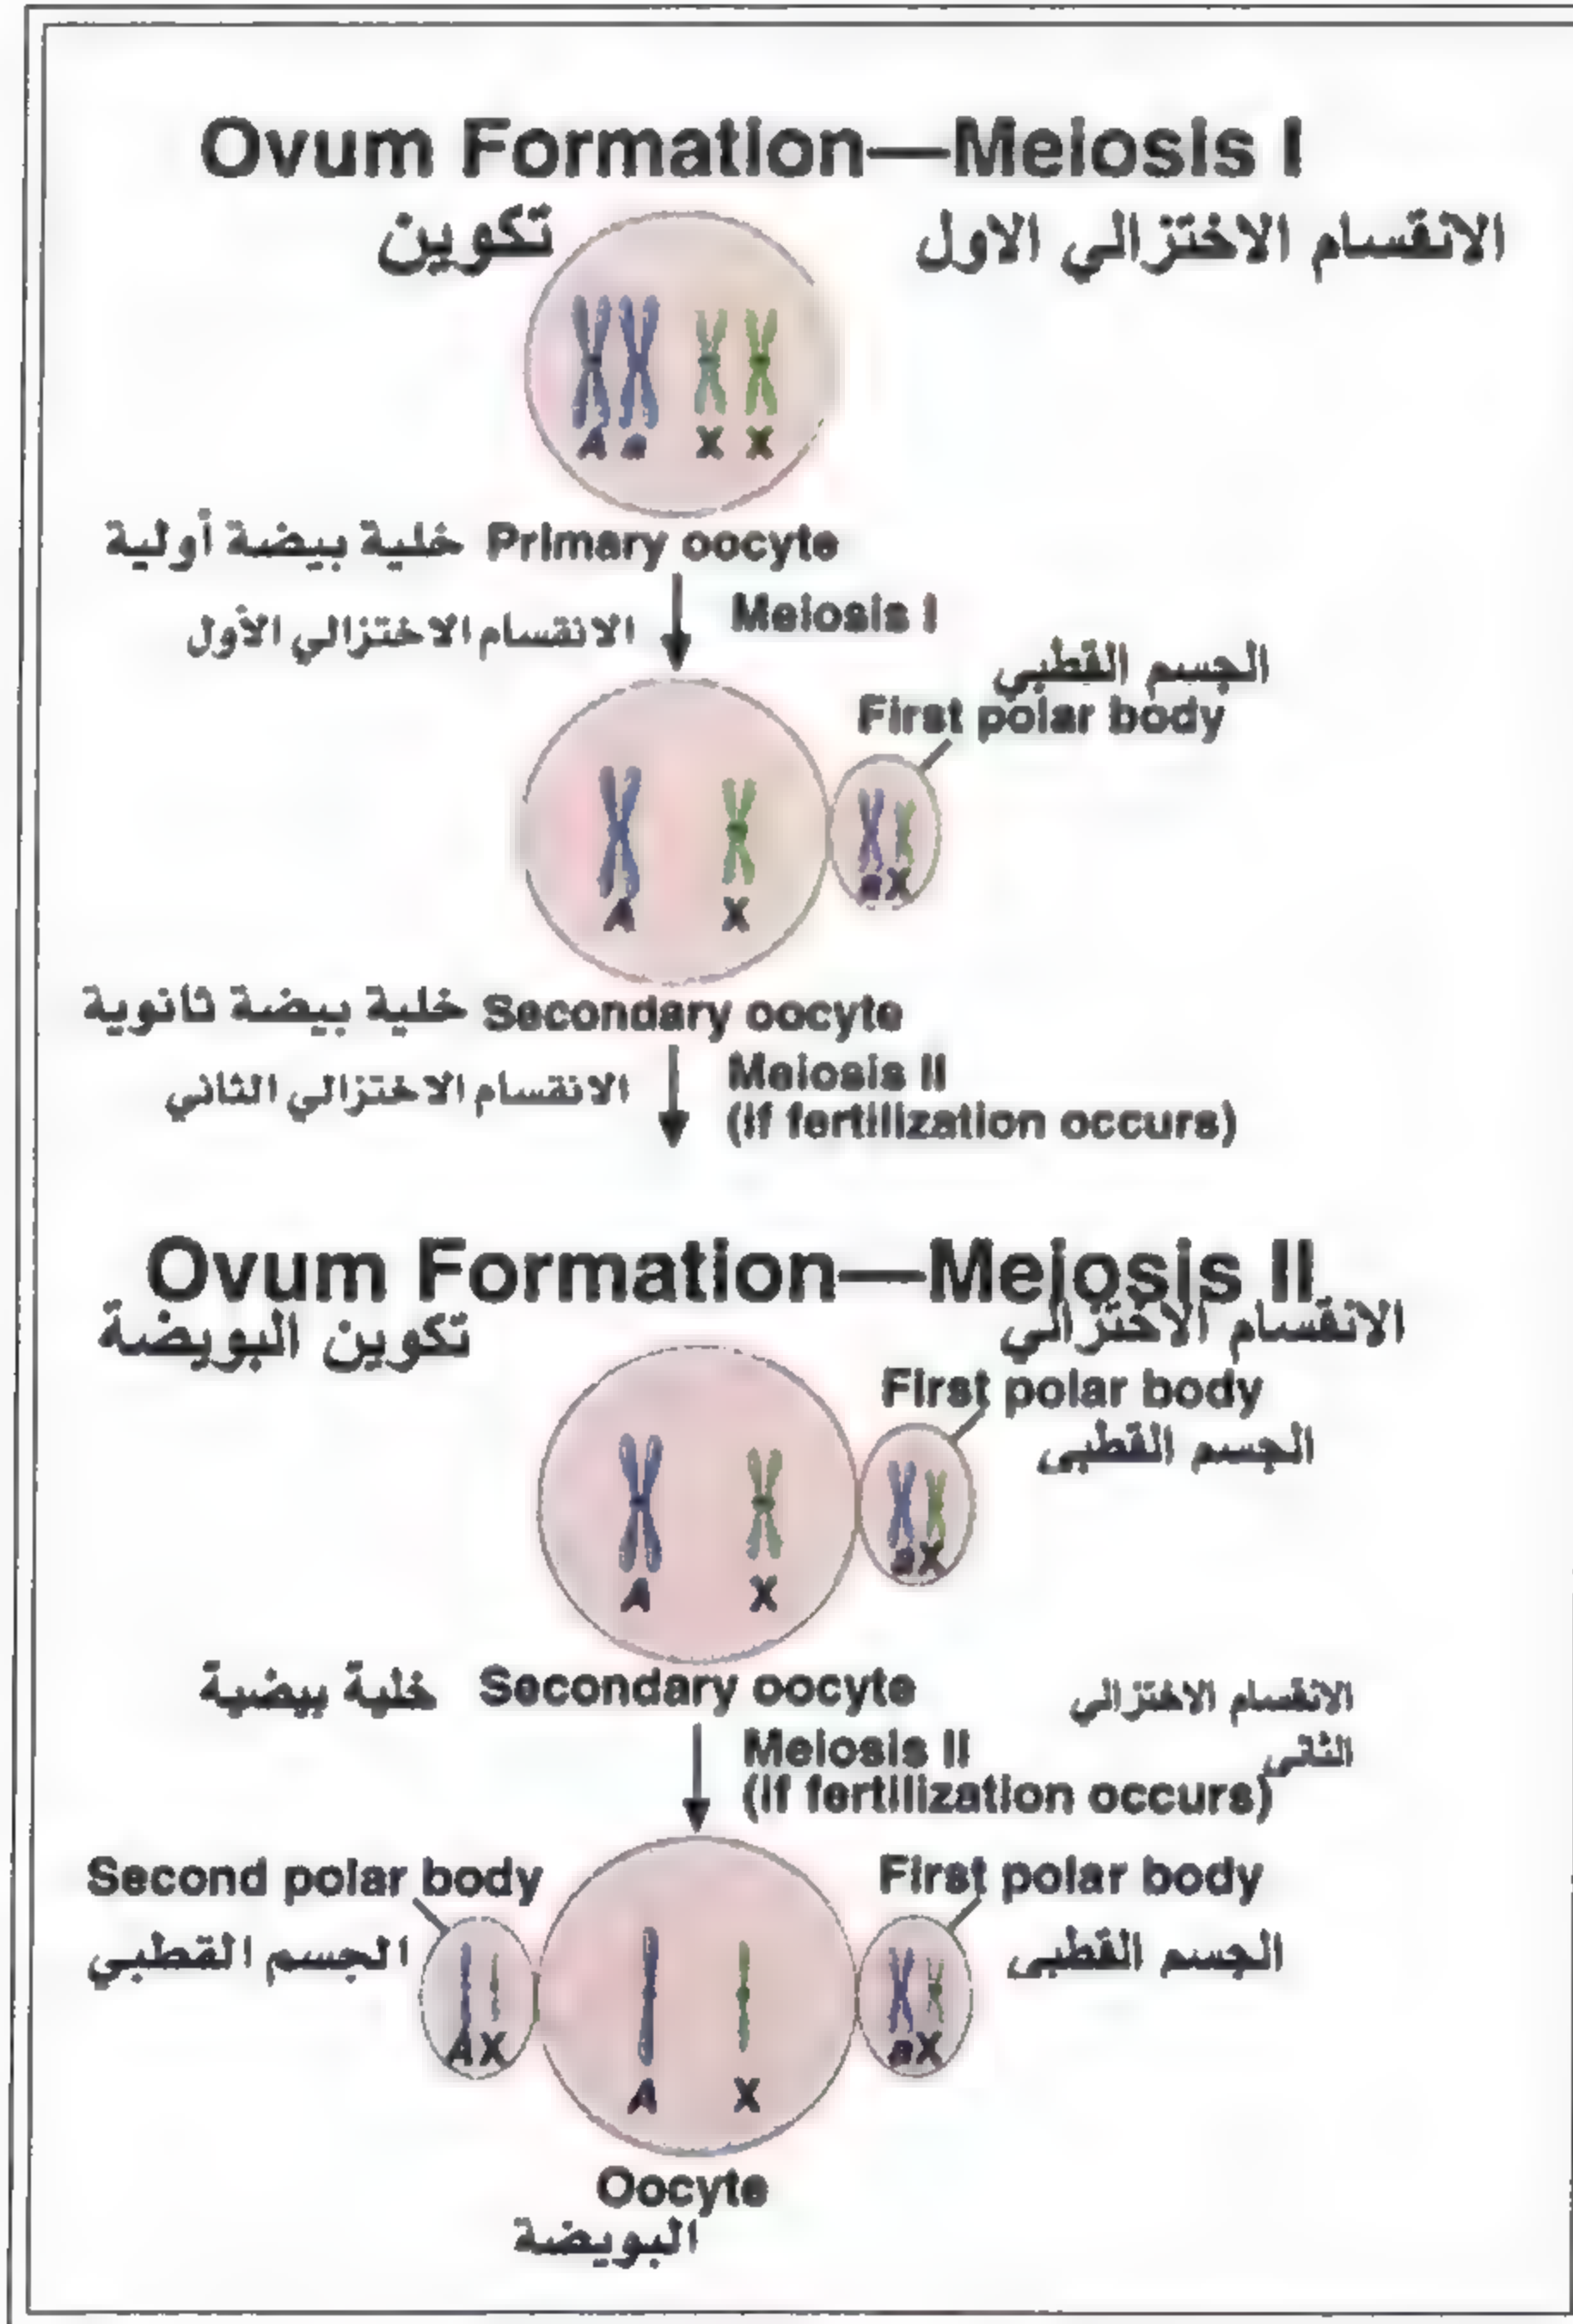 Ovum Formation—Meiosis I
تكوين
الانقسام الاختزالي الاول
A a X X
خلية بيضة أولية Primary oocyte
الانقسام الاختزالي الأول
Meiosis I
الجسم القطبي
First polar body
A X
aX
خلية بيضة ثانوية Secondary oocyte
الانقسام الاختزالي الثاني
Meiosis II
(if fertilization occurs)
Ovum Formation—Meiosis II
تكوين البويضة
الانقسام الاختزالي
First polar body
الجسم القطبى
A X
aX
خلية بيضية Secondary oocyte
الانقسام الاختزالي
الثانى
Meiosis II
(if fertilization occurs)
Second polar body
First polar body
الجسم القطبي
الجسم القطبى
AX
A X
aX
Oocyte
البويضة